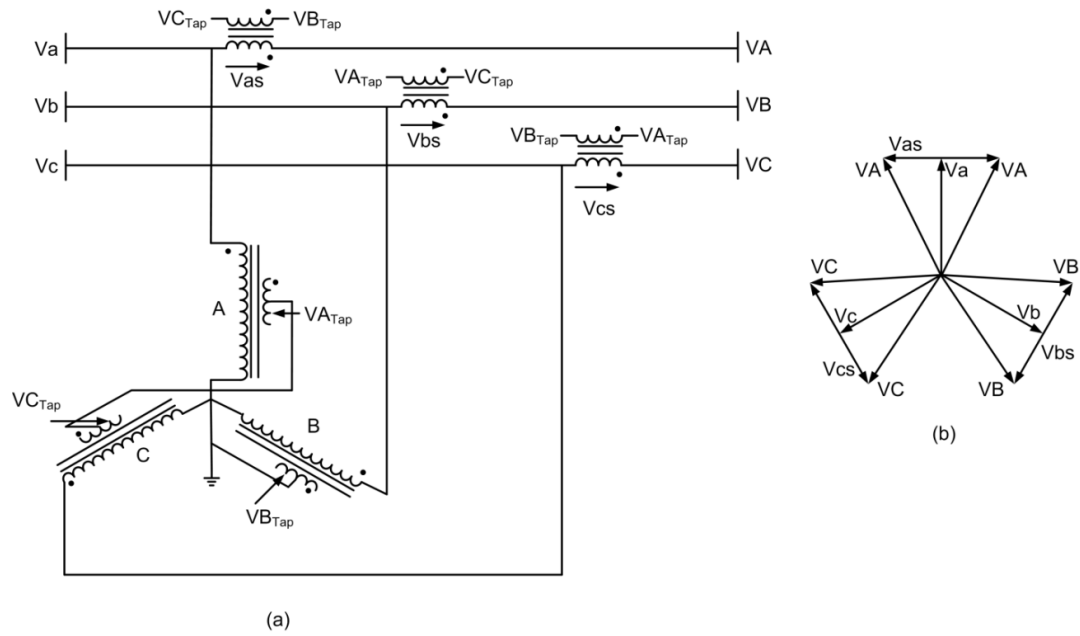 VCTap VBTap
Va VA
Vas
VATap VCTap
Vb VB
Vbs
VBTap VATap
Vc VC
Vcs
A
VATap
VCTap
C
B
VBTap
(a)
Vas
VA Va VA
VC VB
Vc Vb
Vcs Vbs
VC VB
(b)